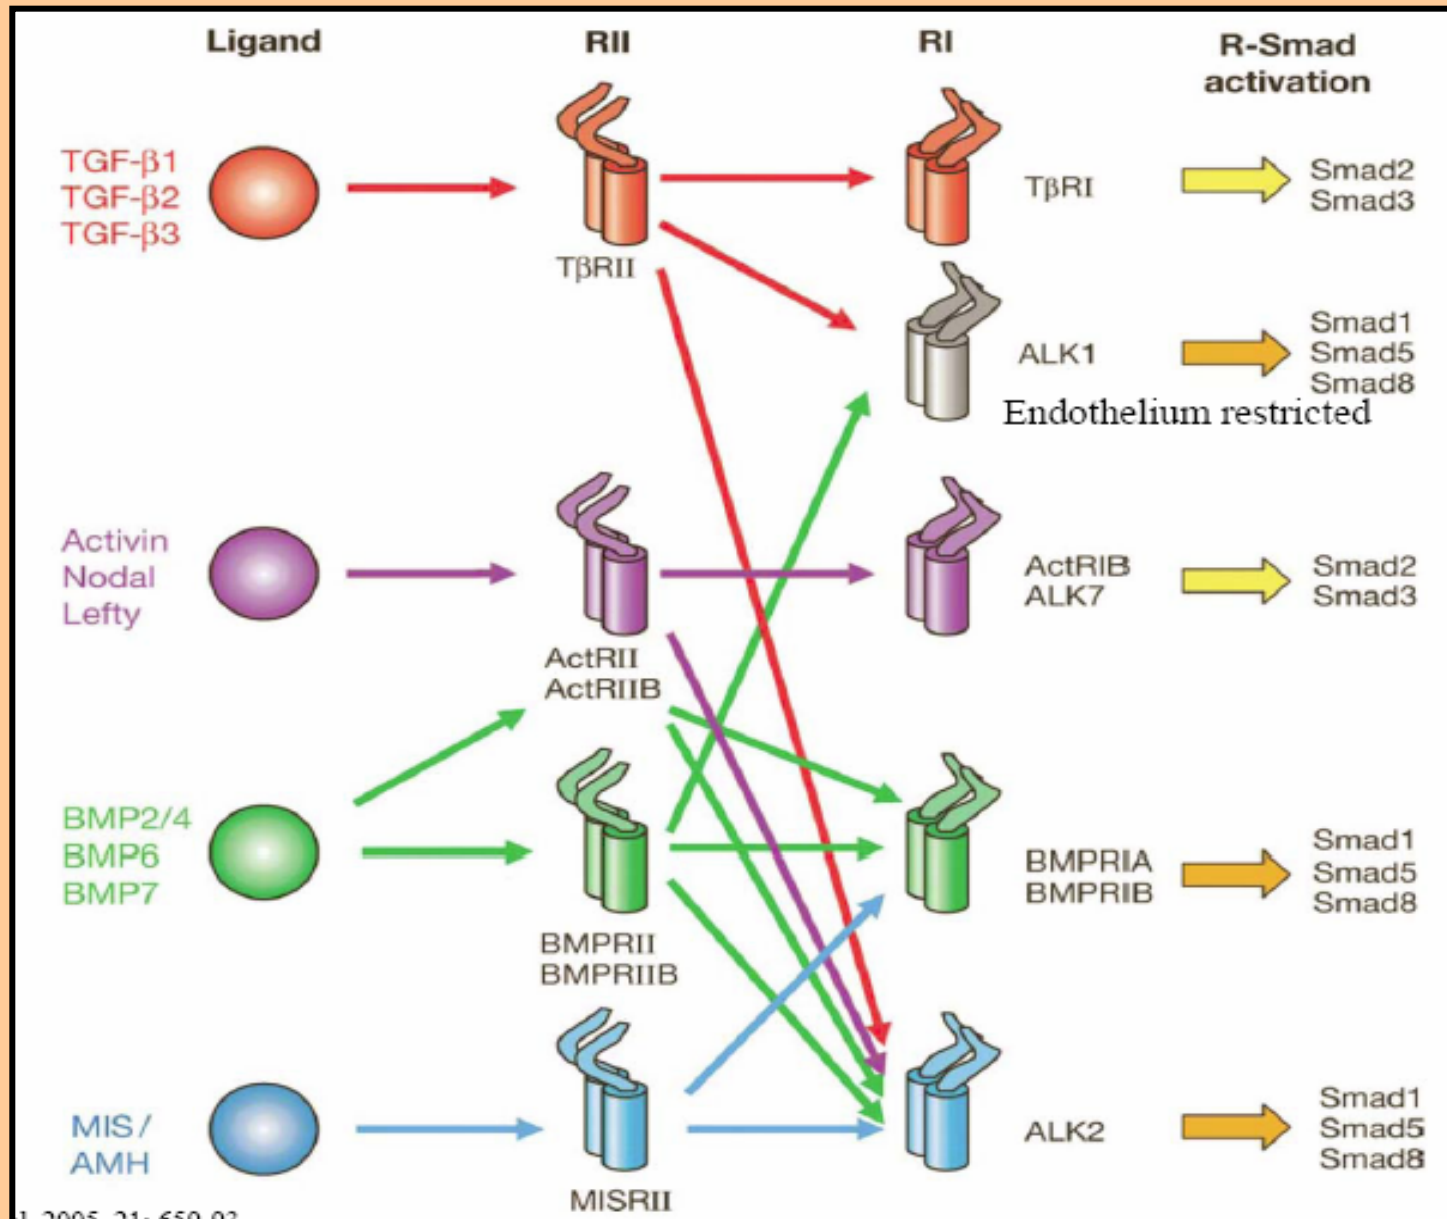 Ligand
RII
RI
R-Smad
activation
TGF-β1
TGF-β2
TGF-β3
TβRII
TβRI
Smad2
Smad3
ALK1
Endothelium restricted
Smad1
Smad5
Smad8
Activin
Nodal
Lefty
ActRII
ActRIIB
ActRIB
ALK7
Smad2
Smad3
BMP2/4
BMP6
BMP7
BMPRII
BMPRIIB
BMPRIA
BMPRIB
Smad1
Smad5
Smad8
MIS/
AMH
MISRII
ALK2
Smad1
Smad5
Smad8
2005. 21: